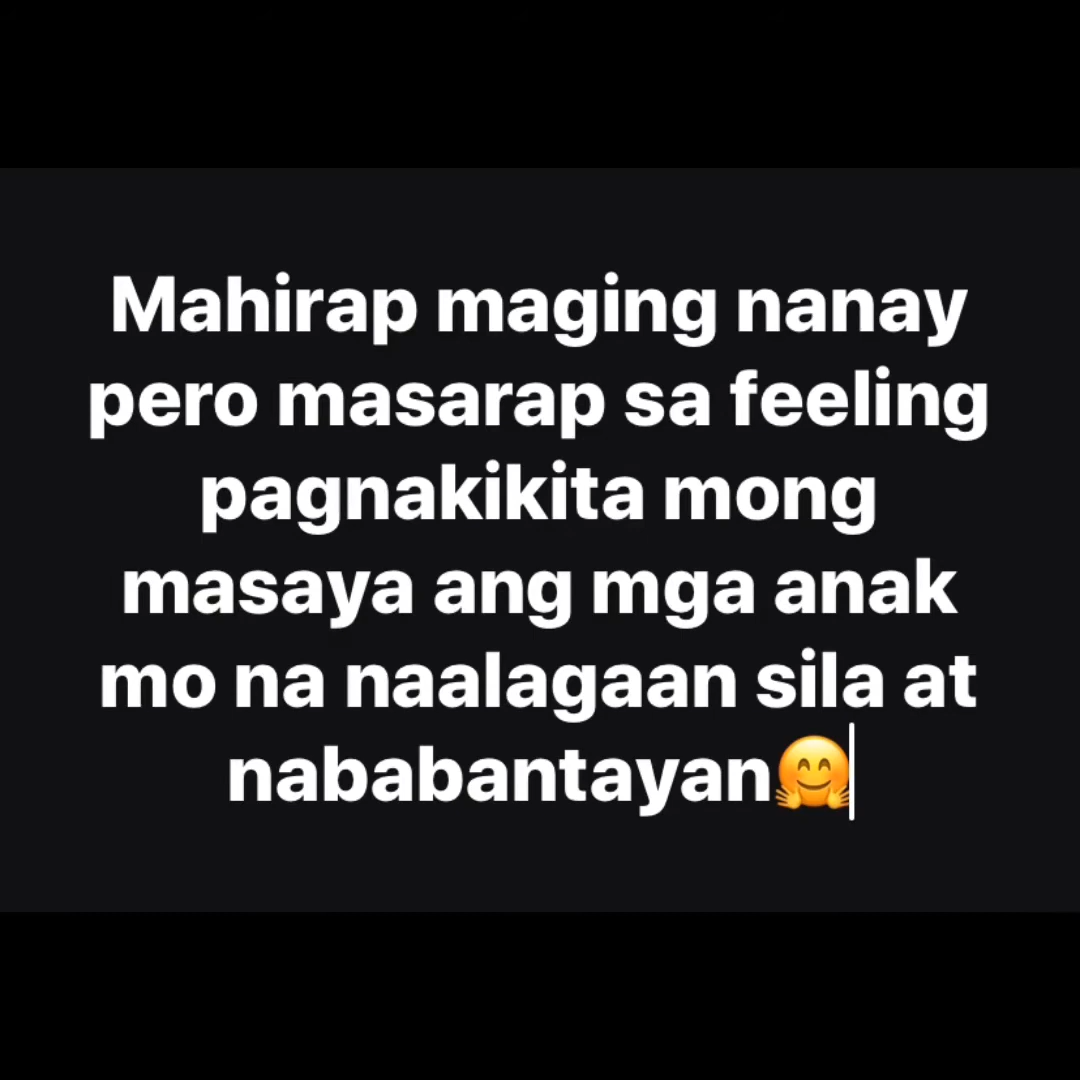 Mahirap maging nanay
pero masarap sa feeling
pagnakikita mong
masaya ang mga anak
mo na naalagaan sila at
nababantayan🤗